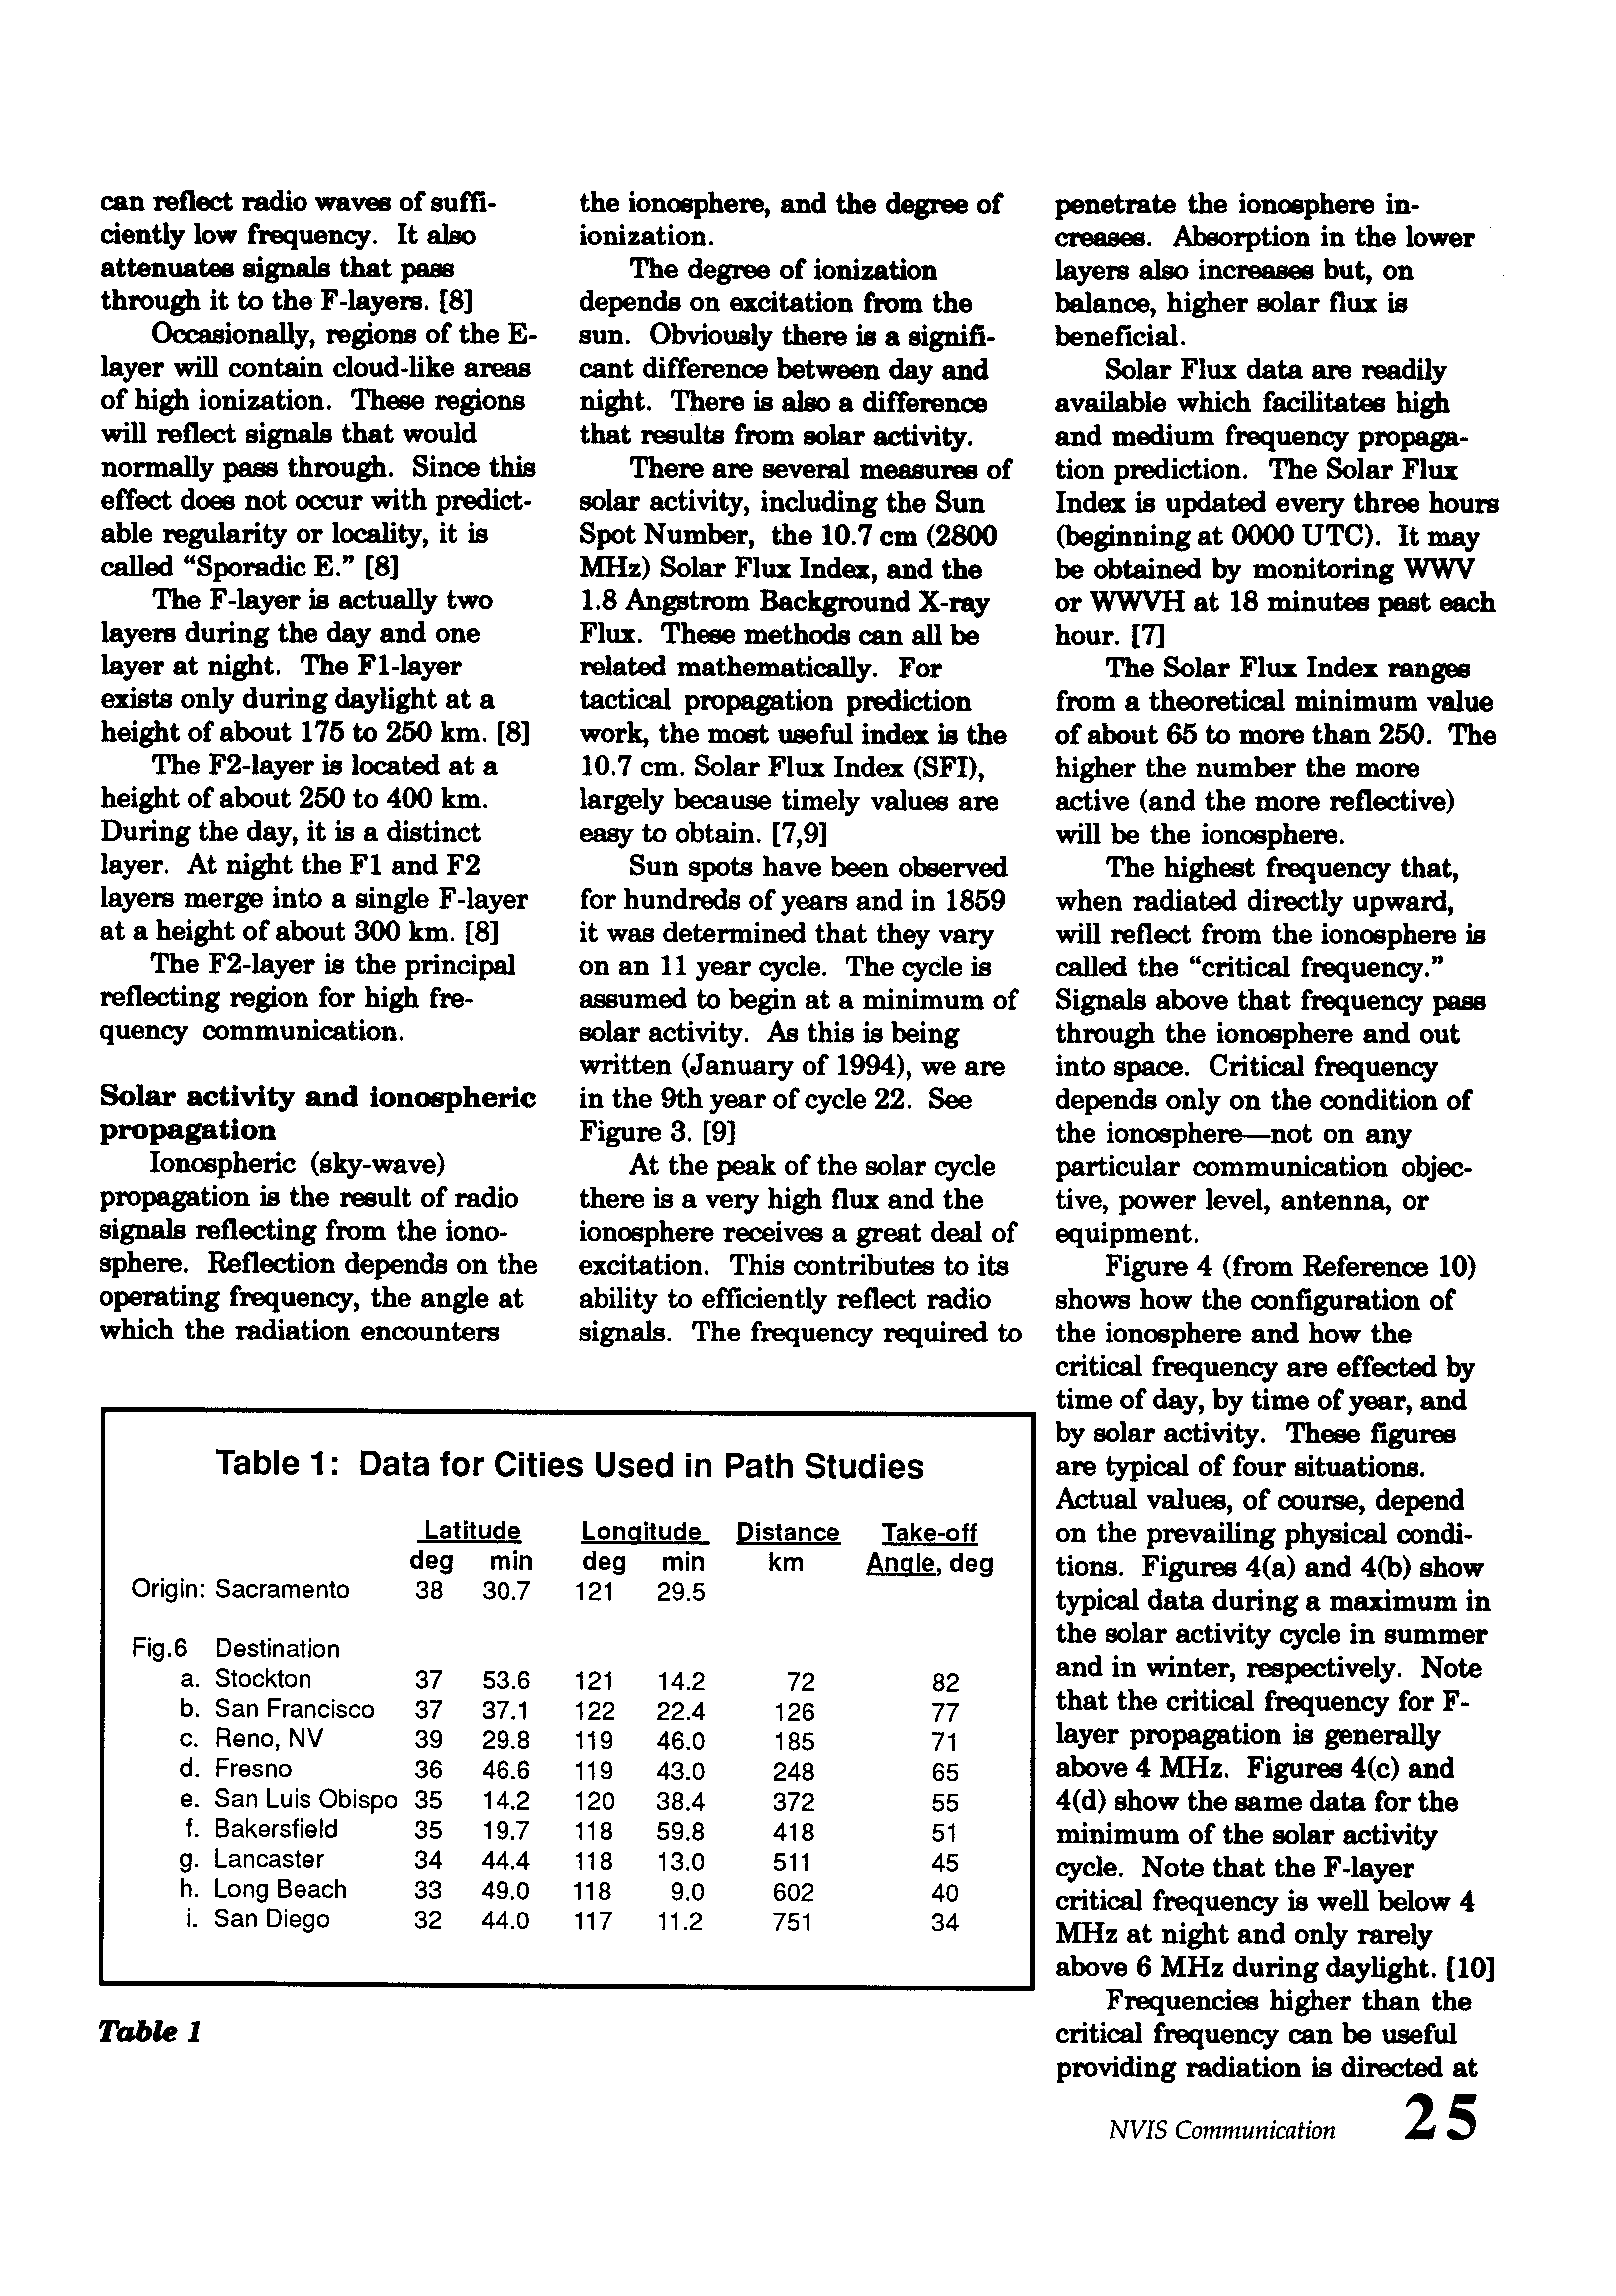 can reflect radio waves of suffi-
ciently low frequency. It also
attenuates signals that pass
through it to the F-layers. [8]
Occasionally, regions of the E-
layer will contain cloud-like areas
of high ionization. These regions
will reflect signals that would
normally pass through. Since this
effect does not occur with predict-
able regularity or locality, it is
called “Sporadic E.” [8]
The F-layer is actually two
layers during the day and one
layer at night. The F1-layer
exists only during daylight at a
height of about 175 to 250 km. [8]
The F2-layer is located at a
height of about 250 to 400 km.
During the day, it is a distinct
layer. At night the F1 and F2
layers merge into a single F-layer
at a height of about 300 km. [8]
The F2-layer is the principal
reflecting region for high fre-
quency communication.
Solar activity and ionospheric
propagation
Ionospheric (sky-wave)
propagation is the result of radio
signals reflecting from the iono-
sphere. Reflection depends on the
operating frequency, the angle at
which the radiation encounters
the ionosphere, and the degree of
ionization.
The degree of ionization
depends on excitation from the
sun. Obviously there is a signifi-
cant difference between day and
night. There is also a difference
that results from solar activity.
There are several measures of
solar activity, including the Sun
Spot Number, the 10.7 cm (2800
MHz) Solar Flux Index, and the
1.8 Angstrom Background X-ray
Flux. These methods can all be
related mathematically. For
tactical propagation prediction
work, the most useful index is the
10.7 cm. Solar Flux Index (SFI),
largely because timely values are
easy to obtain. [7,9]
Sun spots have been observed
for hundreds of years and in 1859
it was determined that they vary
on an 11 year cycle. The cycle is
assumed to begin at a minimum of
solar activity. As this is being
written (January of 1994), we are
in the 9th year of cycle 22. See
Figure 3. [9]
At the peak of the solar cycle
there is a very high flux and the
ionosphere receives a great deal of
excitation. This contributes to its
ability to efficiently reflect radio
signals. The frequency required to
penetrate the ionosphere in-
creases. Absorption in the lower
layers also increases but, on
balance, higher solar flux is
beneficial.
Solar Flux data are readily
available which facilitates high
and medium frequency propaga-
tion prediction. The Solar Flux
Index is updated every three hours
(beginning at 0000 UTC). It may
be obtained by monitoring WWV
or WWVH at 18 minutes past each
hour. [7]
The Solar Flux Index ranges
from a theoretical minimum value
of about 65 to more than 250. The
higher the number the more
active (and the more reflective)
will be the ionosphere.
The highest frequency that,
when radiated directly upward,
will reflect from the ionosphere is
called the “critical frequency.”
Signals above that frequency pass
through the ionosphere and out
into space. Critical frequency
depends only on the condition of
the ionosphere—not on any
particular communication objec-
tive, power level, antenna, or
equipment.
Figure 4 (from Reference 10)
shows how the configuration of
the ionosphere and how the
critical frequency are effected by
time of day, by time of year, and
by solar activity. These figures
are typical of four situations.
Actual values, of course, depend
on the prevailing physical condi-
tions. Figures 4(a) and 4(b) show
typical data during a maximum in
the solar activity cycle in summer
and in winter, respectively. Note
that the critical frequency for F-
layer propagation is generally
above 4 MHz. Figures 4(c) and
4(d) show the same data for the
minimum of the solar activity
cycle. Note that the F-layer
critical frequency is well below 4
MHz at night and only rarely
above 6 MHz during daylight. [10]
Frequencies higher than the
critical frequency can be useful
providing radiation is directed at
Table 1: Data for Cities Used in Path Studies
Latitude Longitude Distance Take-off
deg min deg min km Angle, deg
Origin: Sacramento 38 30.7 121 29.5
Fig.6 Destination
a. Stockton 37 53.6 121 14.2 72 82
b. San Francisco 37 37.1 122 22.4 126 77
c. Reno, NV 39 29.8 119 46.0 185 71
d. Fresno 36 46.6 119 43.0 248 65
e. San Luis Obispo 35 14.2 120 38.4 372 55
f. Bakersfield 35 19.7 118 59.8 418 51
g. Lancaster 34 44.4 118 13.0 511 45
h. Long Beach 33 49.0 118 9.0 602 40
i. San Diego 32 44.0 117 11.2 751 34
Table 1
NVIS Communication 25